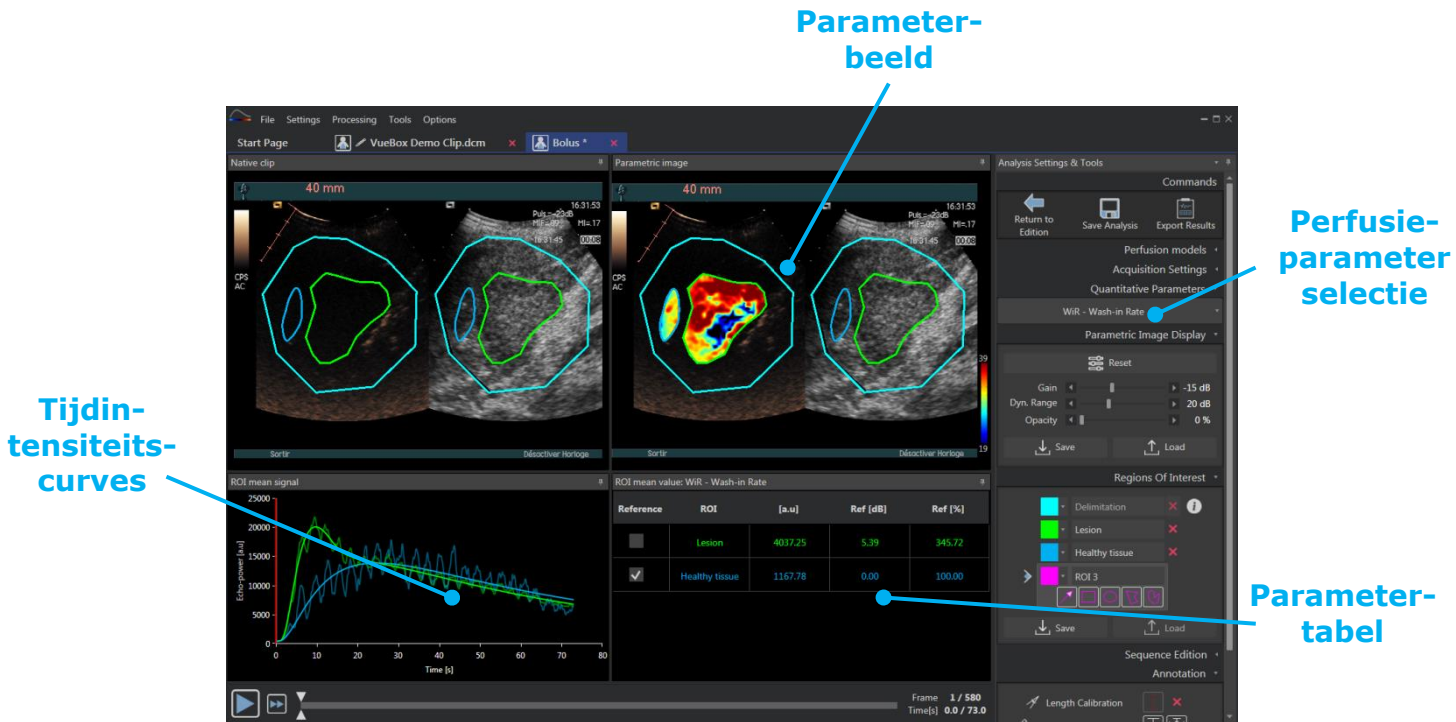 Parameter-
beeld
File Settings Processing Tools Options
Start Page VueBox Demo Clip.dcm Bolus *
Native clip
Parametric image
Analysis Settings & Tools
40 mm
16:31:53
CPS
AC
00:08
Sortir
Désactiver Horloge
40 mm
16:31:53
CPS
AC
00:08
39
19
Sortir
Désactiver Horloge
Commands
Return to
Edition
Save Analysis
Export Results
Perfusion models
Acquisition Settings
Quantitative Parameters
WiR - Wash-in Rate
Parametric Image Display
Reset
Gain -15 dB
Dyn. Range 20 dB
Opacity 0 %
Save Load
Regions Of Interest
Delimitation
Lesion
Healthy tissue
ROI 3
Save Load
Sequence Edition
Annotation
Length Calibration
Perfusie-
parameter
selectie
Tijdin-
tensiteits-
curves
ROI mean signal
Echo-power [a.u]
25000
20000
15000
10000
5000
0
0 10 20 30 40 50 60 70 80
Time [s]
ROI mean value: WiR - Wash-in Rate
Reference ROI [a.u] Ref [dB] Ref [%]
Lesion 4037.25 5.39 345.72
Healthy tissue 1167.78 0.00 100.00
Parameter-
tabel
Frame 1 / 580
Time[s] 0.0 / 73.0